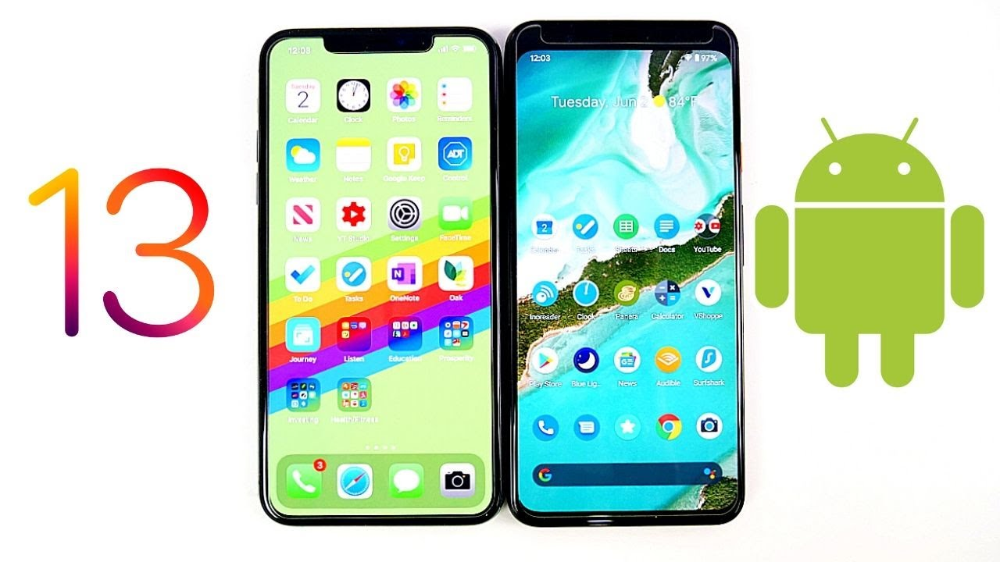 13
12:03
Tuesday
2
Calendar
Clock
Photos
Reminders
Weather
Notes
Google Keep
ADT
Control
News
YT Studio
Settings
FaceTime
To Do
Tasks
N
OneNote
Oak
Journey
Listen
Education
Prosperity
Investing
Health/Fitness
3
12:03
97%
Tuesday, Jun 2
84°F
2
Calendar
Tasks
Sheets
Docs
YouTube
Inoreader
Clock
Panera
Calculator
VShoppe
Play Store
Blue Lig..
News
Audible
Surfshark
G